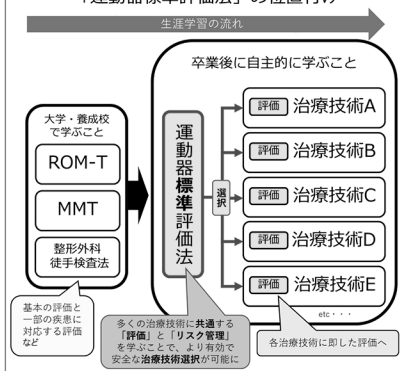 「運動器標準評価法」の位置付け
生涯学習の流れ
卒業後に自主的に学ぶこと
大学・養成校
で学ぶこと
ROM-T
MMT
整形外科
徒手検査法
運動器標準評価法
選択
評価 治療技術A
評価 治療技術B
評価 治療技術C
評価 治療技術D
評価 治療技術E
etc・・・
基本の評価と
一部の疾患に
対応する評価
など
多くの治療技術に共通する
「評価」と「リスク管理」
を学ぶことで、より有効で
安全な治療技術選択が可能に
各治療技術に即した評価へ